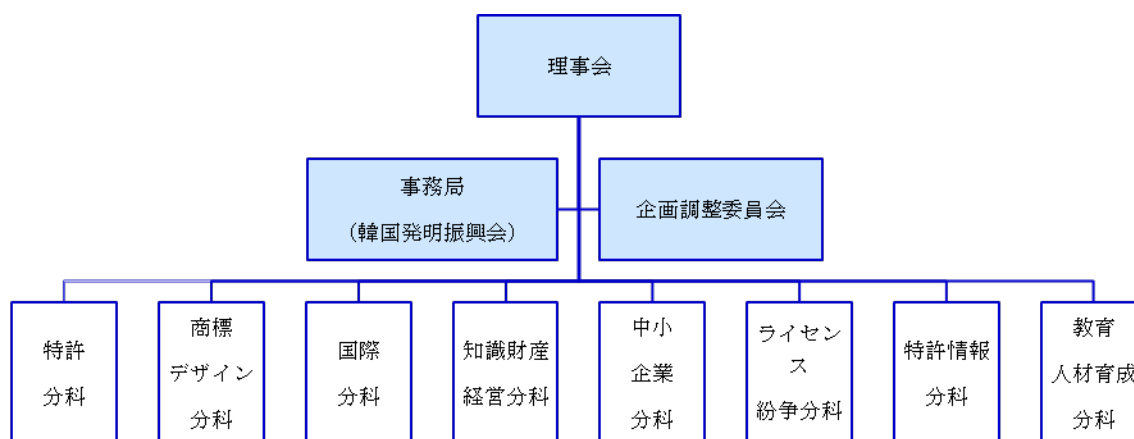 理事会
事務局
（韓国発明振興会）
企画調整委員会
特許
分科
商標
デザイン
分科
国際
分科
知識財産
経営分科
中小
企業
分科
ライセン
ス
紛争分科
特許情報
分科
教育
人材育成
分科